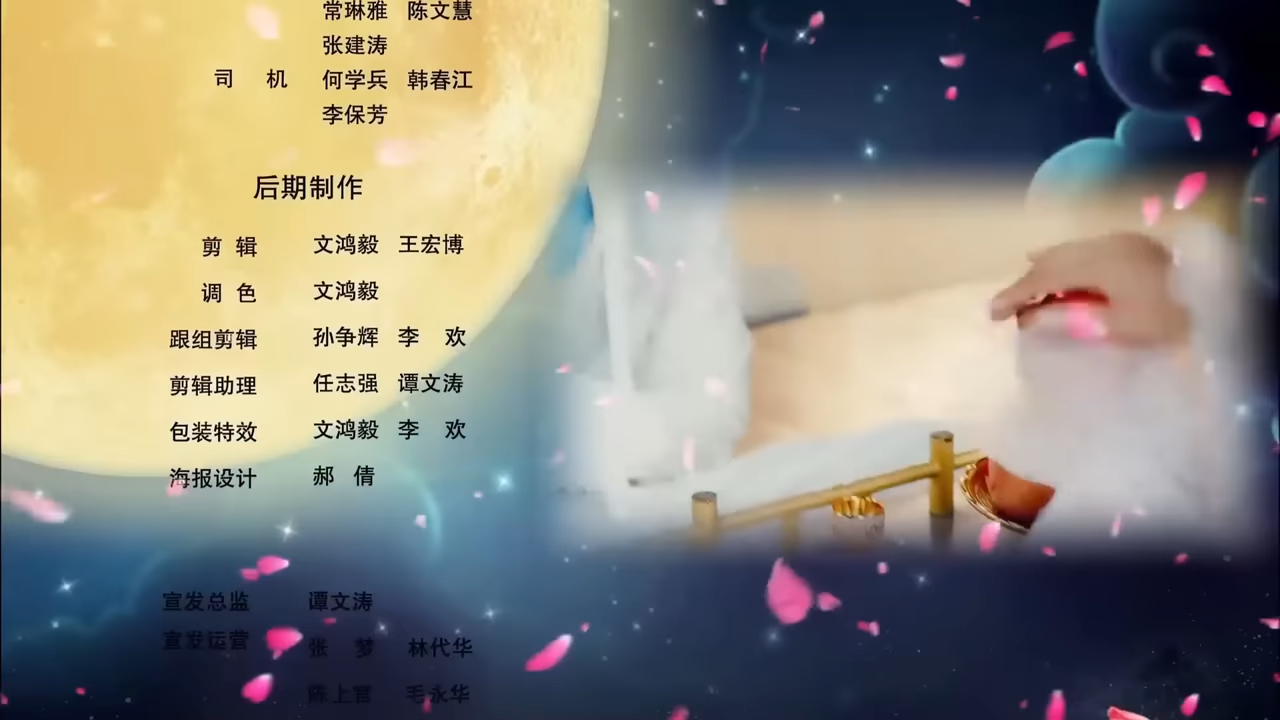 常琳雅 陈文慧
张建涛
司 机 何学兵 韩春江
李保芳
后期制作
剪 辑 文鸿毅 王宏博
调 色 文鸿毅
跟组剪辑 孙争辉 李 欢
剪辑助理 任志强 谭文涛
包装特效 文鸿毅 李 欢
海报设计 郝 倩
宣发总监 谭文涛
宣发运营 张 梦 林代华
陈上官 毛永华